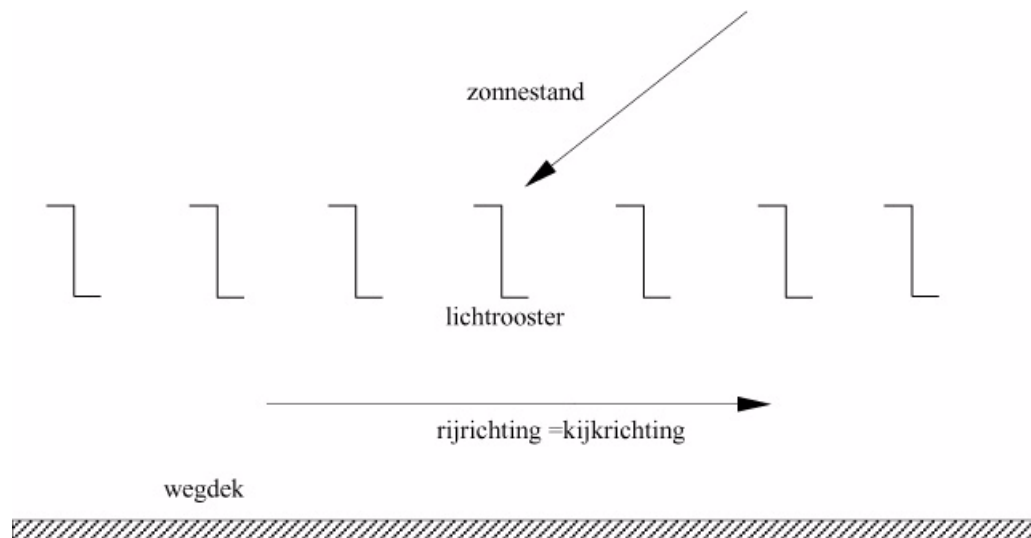 zonnestand
lichtrooster
rijrichting =kijkrichting
wegdek